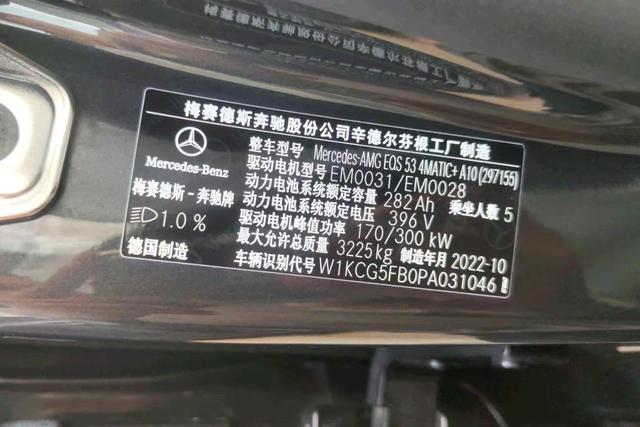 梅赛德斯奔驰股份公司辛德尔芬根工厂制造
Mercedes-Benz
整车型号 Mercedes-AMG EQS 53 4MATIC+ A10 (297155)
驱动电机型号 EM0031/EM0028
动力电池系统额定容量 282 Ah 乘坐人数 5
梅赛德斯-奔驰牌
动力电池系统额定电压 396 V
1.0 %
驱动电机峰值功率 170/300 kW
最大允许总质量 3225 kg 制造年月 2022-10
德国制造
车辆识别代号 W1KCG5FB0PA031046